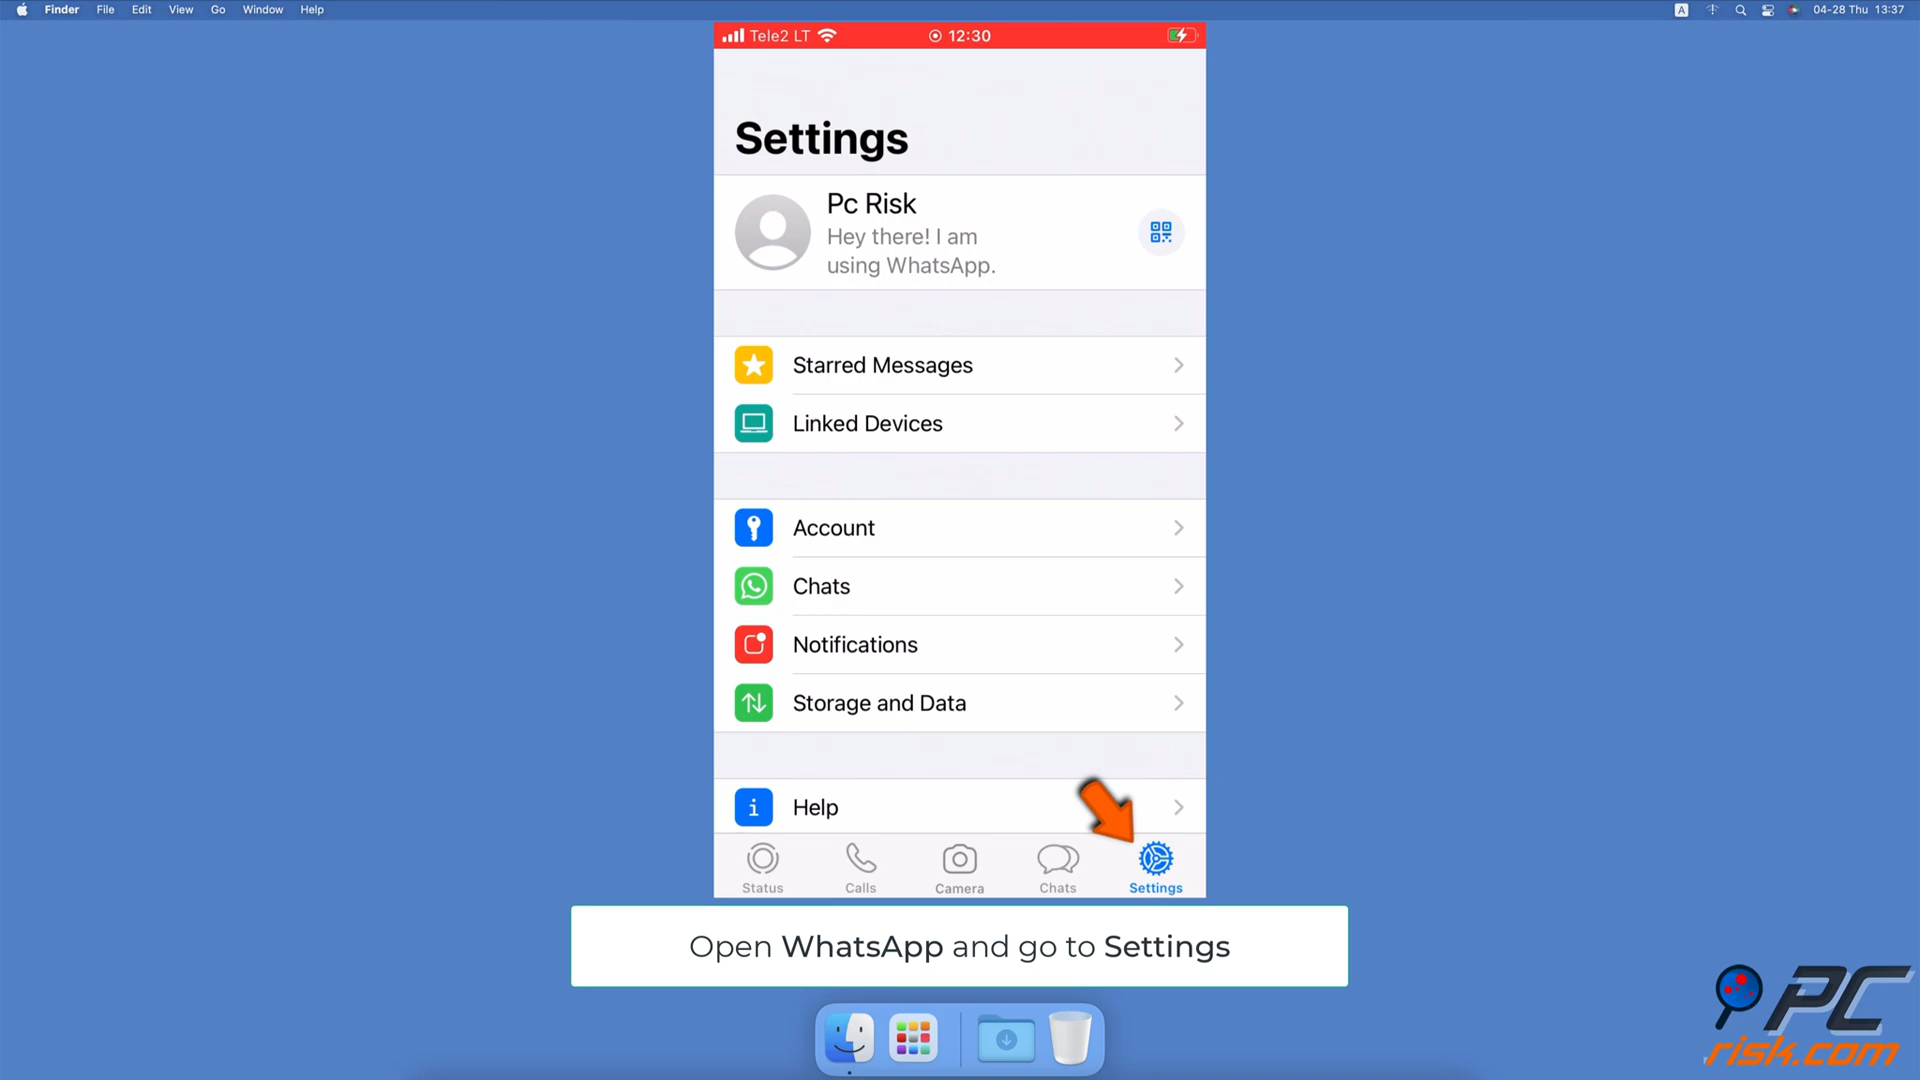 Finder File Edit View Go Window Help
A 04-28 Thu 13:37
Tele2 LT 12:30
Settings
Pc Risk
Hey there! I am
using WhatsApp.
Starred Messages
Linked Devices
Account
Chats
Notifications
Storage and Data
Help
Status Calls Camera Chats Settings
Open WhatsApp and go to Settings
PC
risk.com